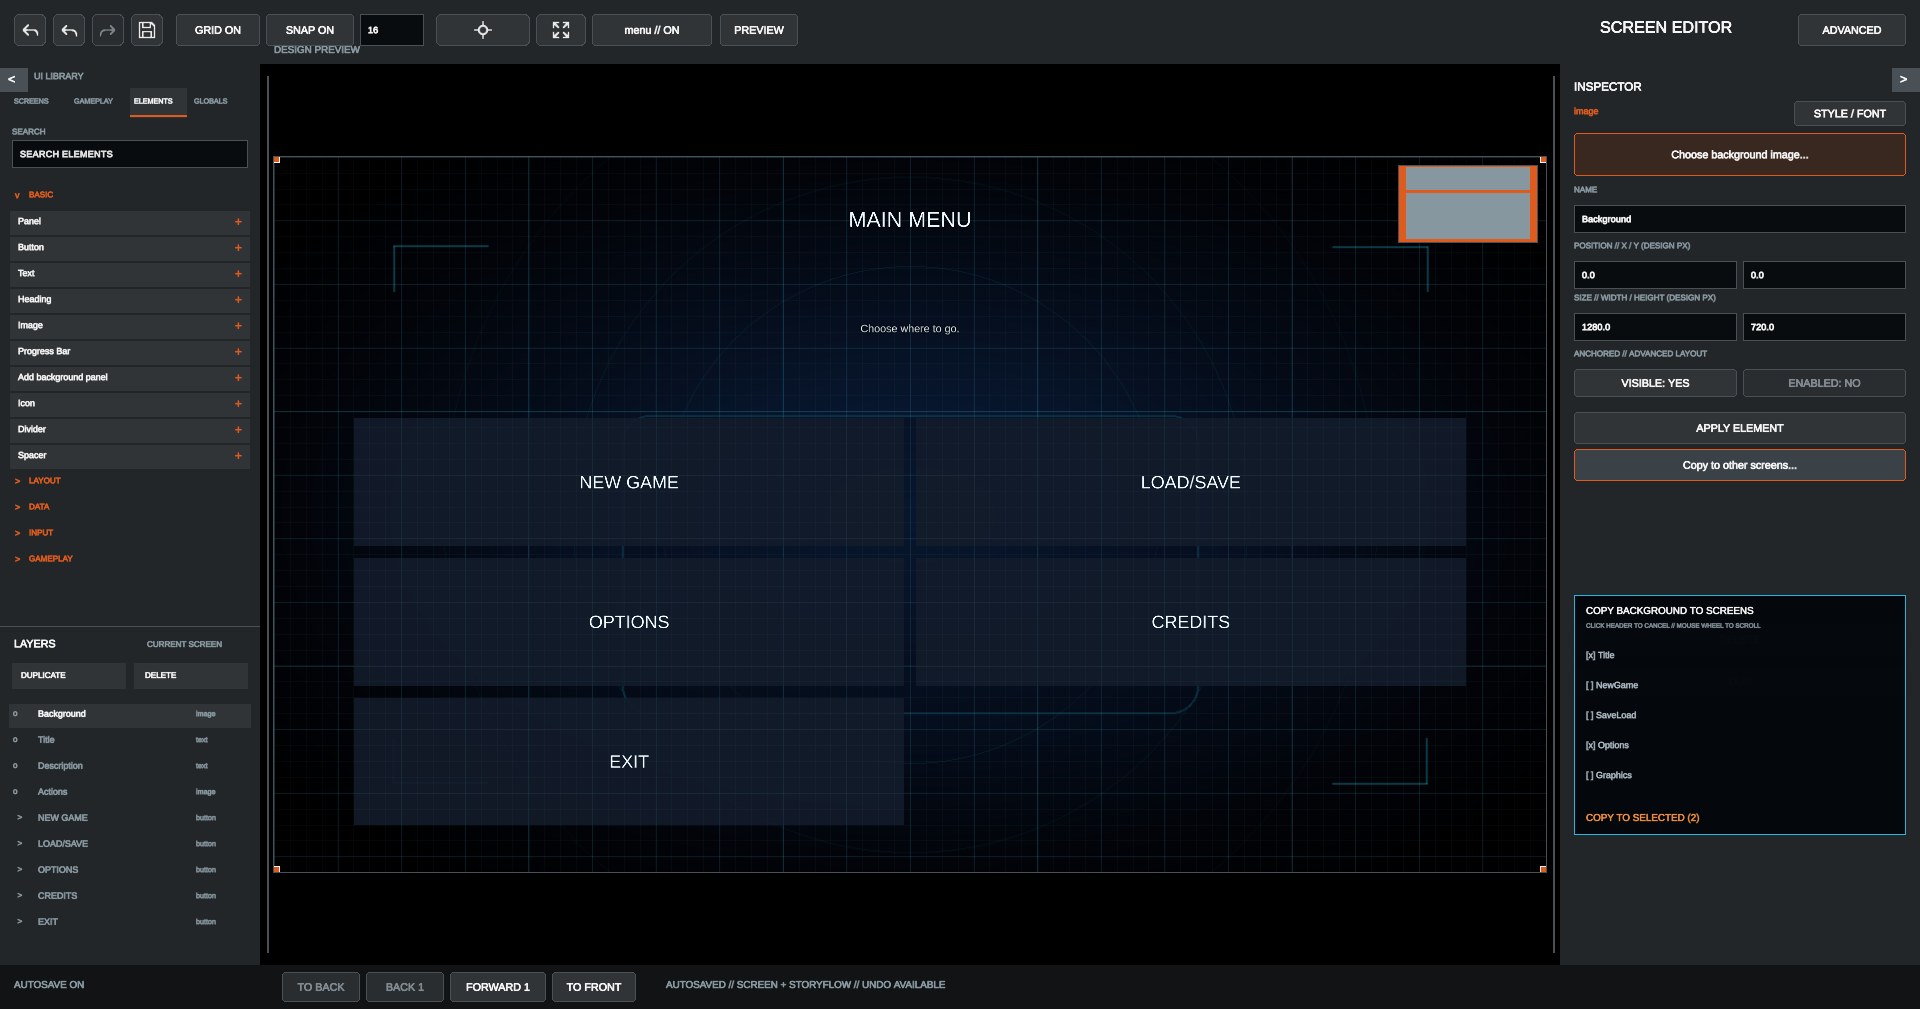 GRID ON
SNAP ON
16
menu // ON
PREVIEW
SCREEN EDITOR
ADVANCED
DESIGN PREVIEW
<
UI LIBRARY
SCREENS
GAMEPLAY
ELEMENTS
GLOBALS
SEARCH
SEARCH ELEMENTS
v BASIC
Panel +
Button +
Text +
Heading +
Image +
Progress Bar +
Add background panel +
Icon +
Divider +
Spacer +
> LAYOUT
> DATA
> INPUT
> GAMEPLAY
LAYERS
CURRENT SCREEN
DUPLICATE
DELETE
o Background image
o Title text
o Description text
o Actions image
> NEW GAME button
> LOAD/SAVE button
> OPTIONS button
> CREDITS button
> EXIT button
MAIN MENU
Choose where to go.
NEW GAME
LOAD/SAVE
OPTIONS
CREDITS
EXIT
>
INSPECTOR
image
STYLE / FONT
Choose background image...
NAME
Background
POSITION // X / Y (DESIGN PX)
0.0
0.0
SIZE // WIDTH / HEIGHT (DESIGN PX)
1280.0
720.0
ANCHORED // ADVANCED LAYOUT
VISIBLE: YES
ENABLED: NO
APPLY ELEMENT
Copy to other screens...
COPY BACKGROUND TO SCREENS
CLICK HEADER TO CANCEL // MOUSE WHEEL TO SCROLL
[x] Title
[ ] NewGame
[ ] SaveLoad
[x] Options
[ ] Graphics
COPY TO SELECTED (2)
AUTOSAVE ON
TO BACK
BACK 1
FORWARD 1
TO FRONT
AUTOSAVED // SCREEN + STORYFLOW // UNDO AVAILABLE